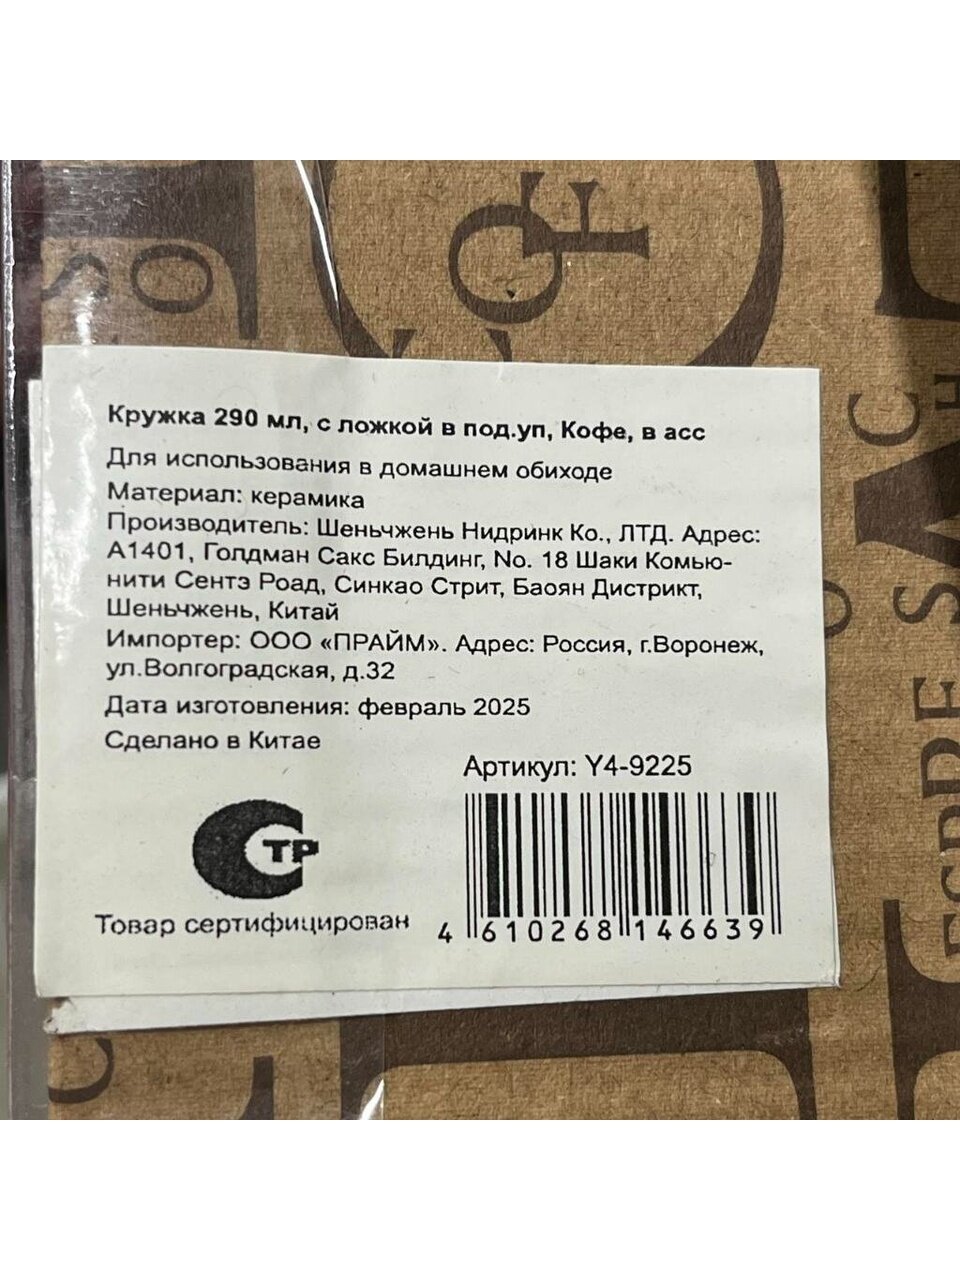 Кружка 290 мл, с ложкой в под.уп, Кофе, в асс
Для использования в домашнем обиходе
Материал: керамика
Производитель: Шеньчжень Нидринк Ко., ЛТД. Адрес:
А1401, Голдман Сакс Билдинг, No. 18 Шаки Комью-
нити Сентэ Роад, Синкао Стрит, Баоян Дистрикт,
Шеньчжень, Китай
Импортер: ООО «ПРАЙМ». Адрес: Россия, г.Воронеж,
ул.Волгоградская, д.32
Дата изготовления: февраль 2025
Сделано в Китае
Артикул: Y4-9225
ТР
Товар сертифицирован
4 610268 146639